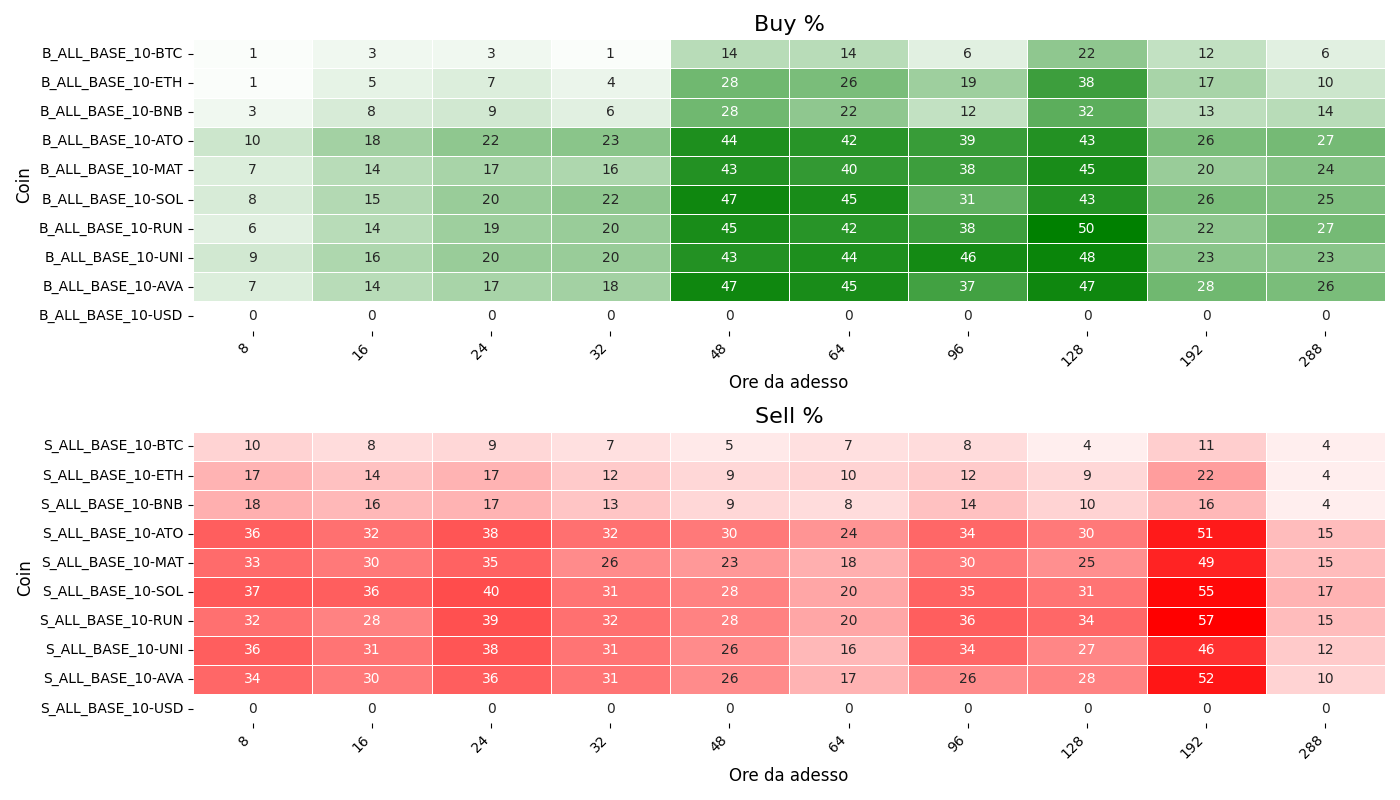 Buy %
Coin
B_ALL_BASE_10-BTC 1 3 3 1 14 14 6 22 12 6
B_ALL_BASE_10-ETH 1 5 7 4 28 26 19 38 17 10
B_ALL_BASE_10-BNB 3 8 9 6 28 22 12 32 13 14
B_ALL_BASE_10-ATO 10 18 22 23 44 42 39 43 26 27
B_ALL_BASE_10-MAT 7 14 17 16 43 40 38 45 20 24
B_ALL_BASE_10-SOL 8 15 20 22 47 45 31 43 26 25
B_ALL_BASE_10-RUN 6 14 19 20 45 42 38 50 22 27
B_ALL_BASE_10-UNI 9 16 20 20 43 44 46 48 23 23
B_ALL_BASE_10-AVA 7 14 17 18 47 45 37 47 28 26
B_ALL_BASE_10-USD 0 0 0 0 0 0 0 0 0 0
8 16 24 32 48 64 96 128 192 288
Ore da adesso
Sell %
Coin
S_ALL_BASE_10-BTC 10 8 9 7 5 7 8 4 11 4
S_ALL_BASE_10-ETH 17 14 17 12 9 10 12 9 22 4
S_ALL_BASE_10-BNB 18 16 17 13 9 8 14 10 16 4
S_ALL_BASE_10-ATO 36 32 38 32 30 24 34 30 51 15
S_ALL_BASE_10-MAT 33 30 35 26 23 18 30 25 49 15
S_ALL_BASE_10-SOL 37 36 40 31 28 20 35 31 55 17
S_ALL_BASE_10-RUN 32 28 39 32 28 20 36 34 57 15
S_ALL_BASE_10-UNI 36 31 38 31 26 16 34 27 46 12
S_ALL_BASE_10-AVA 34 30 36 31 26 17 26 28 52 10
S_ALL_BASE_10-USD 0 0 0 0 0 0 0 0 0 0
8 16 24 32 48 64 96 128 192 288
Ore da adesso